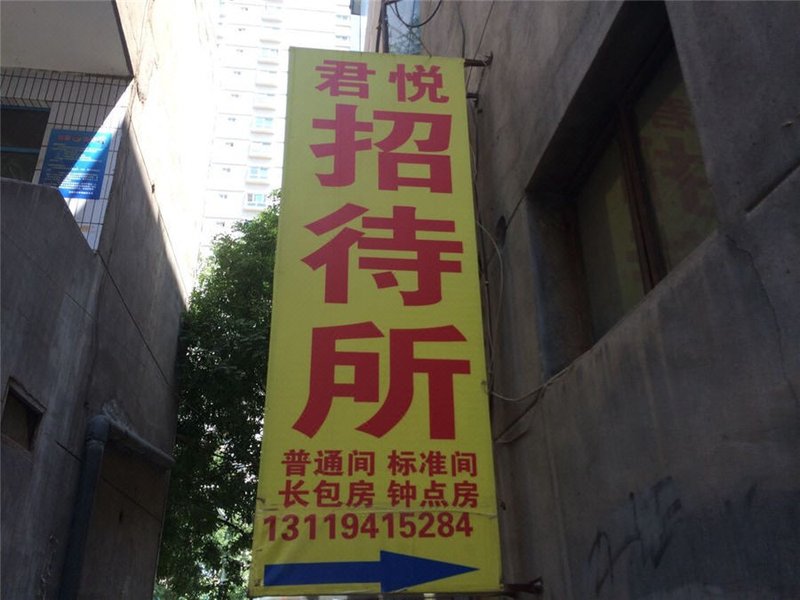 君悦
招待所
普通间 标准间
长包房 钟点房
13119415284